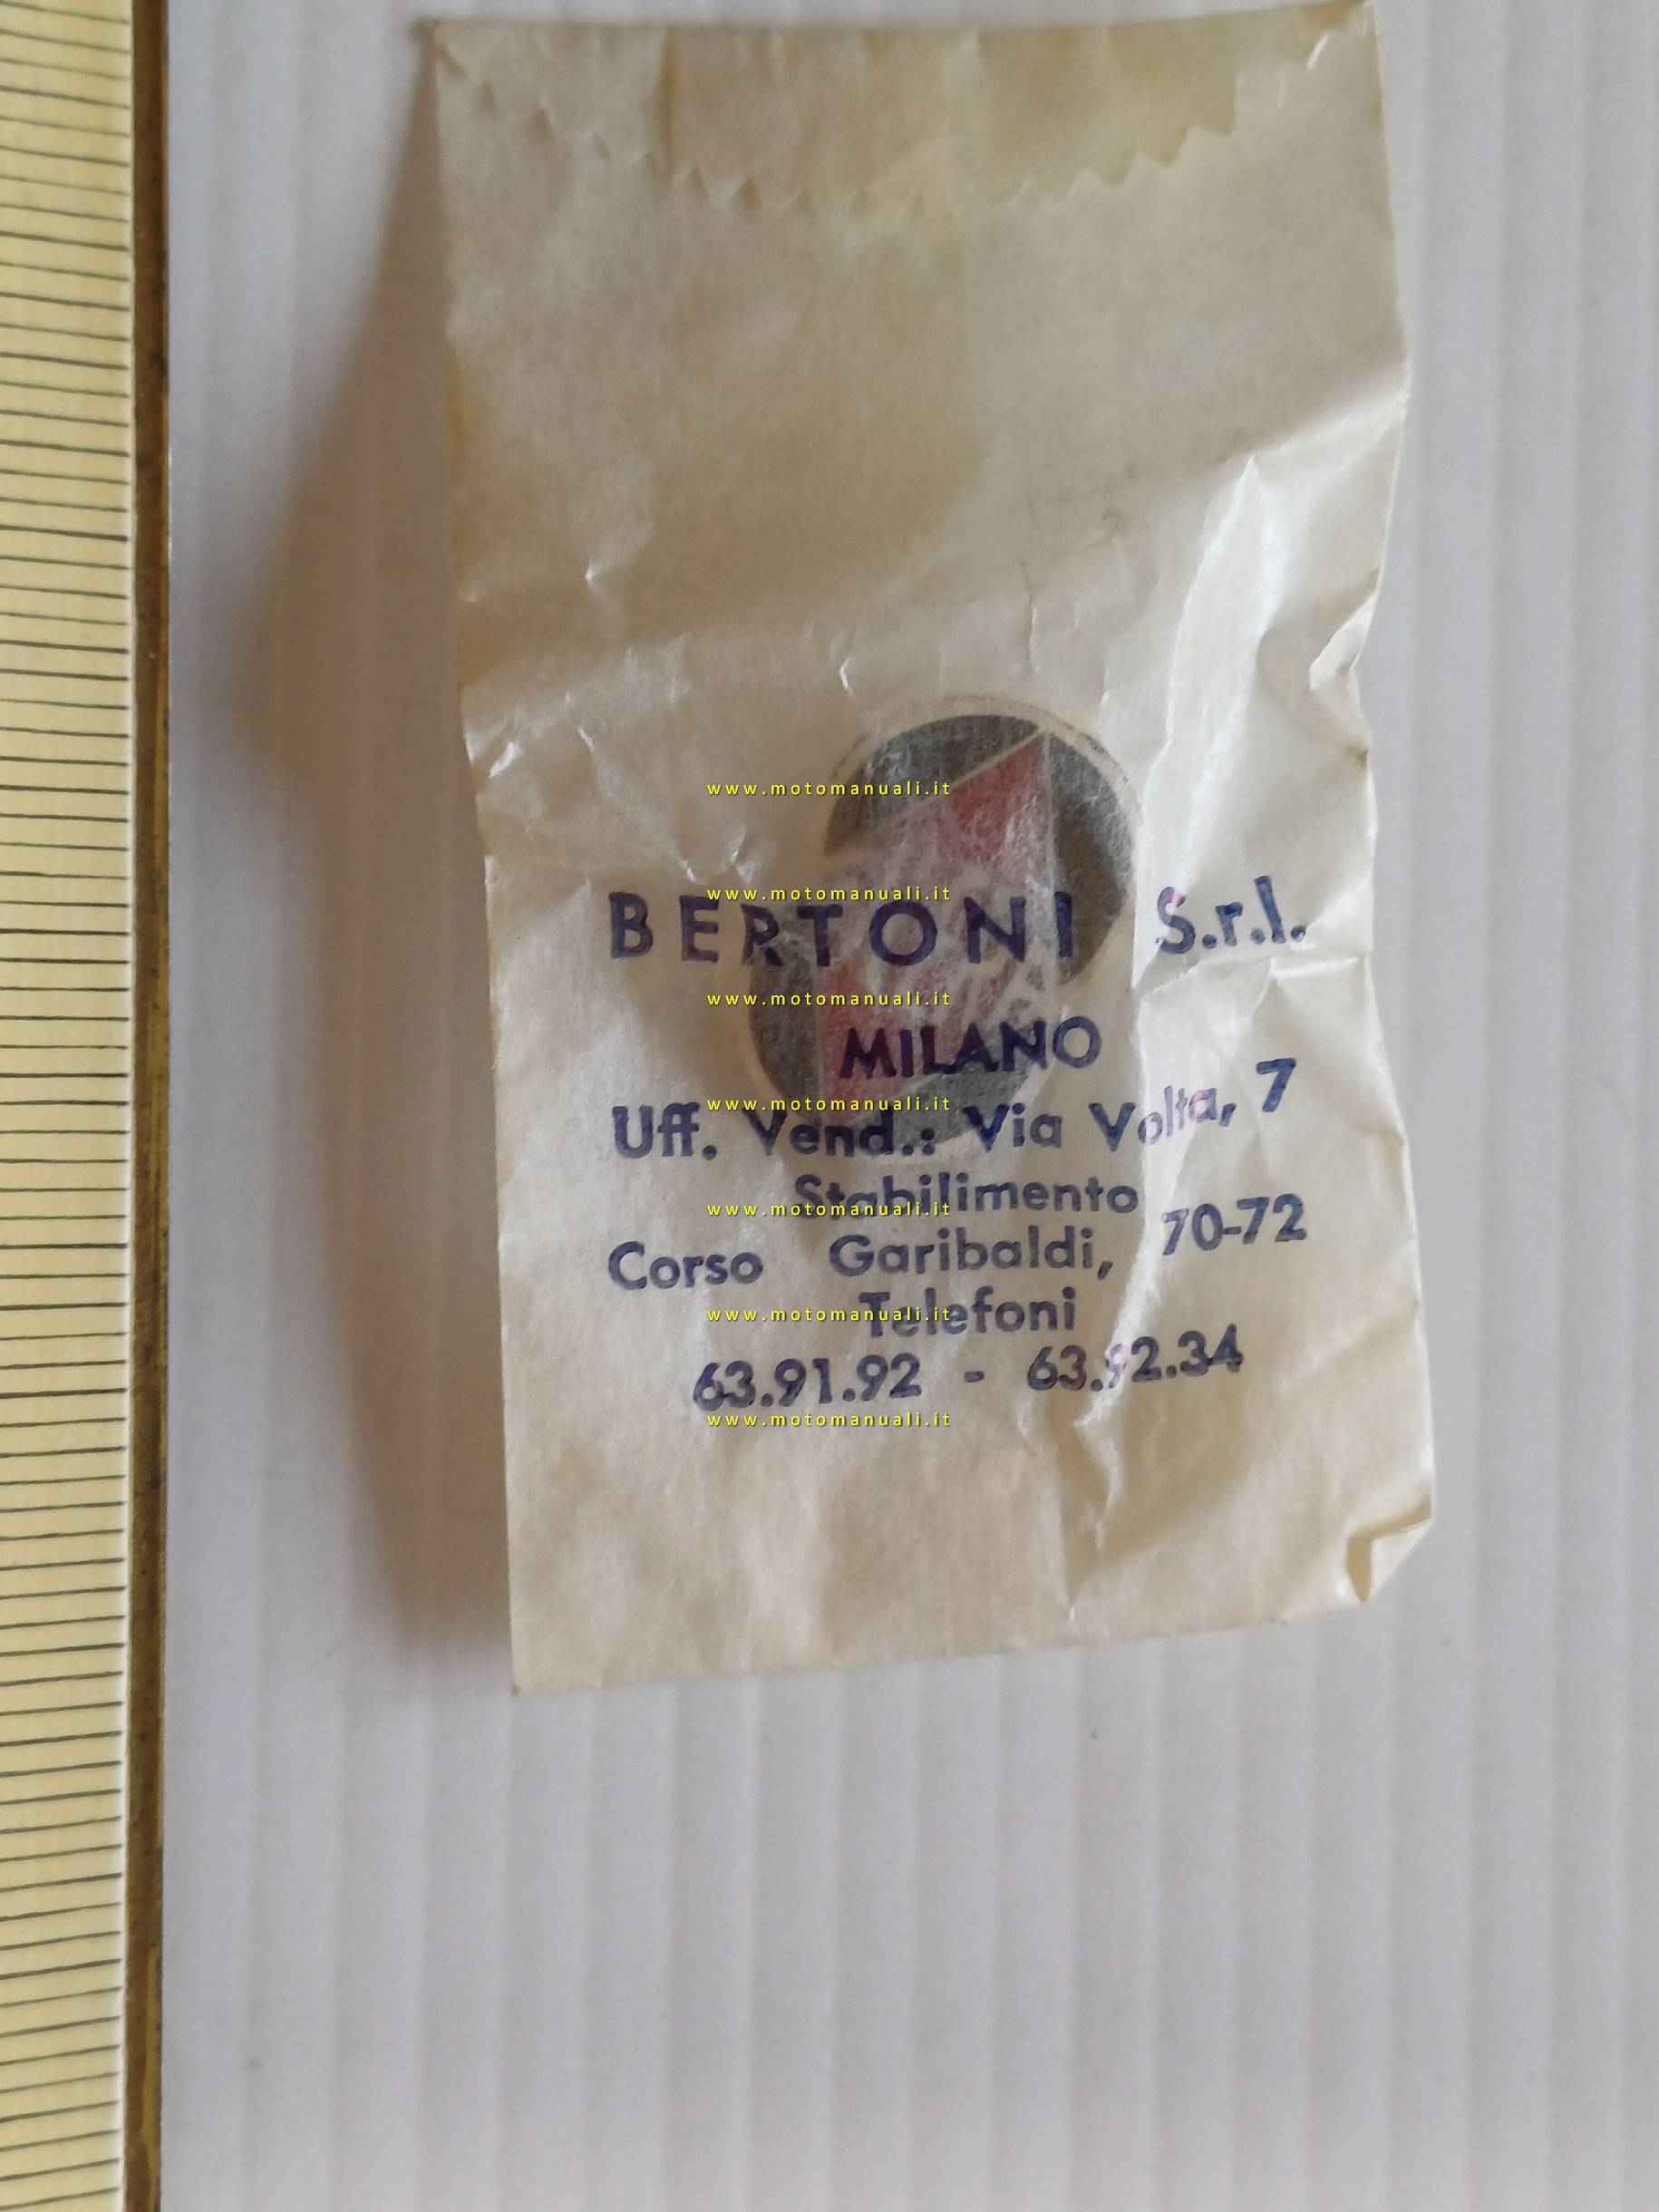 www.motomanuali.it
www.motomanuali.it
BERTONI S.r.l.
www.motomanuali.it
MILANO
www.motomanuali.it
Uff. Vend.: Via Volta, 7
Stabilimento
www.motomanuali.it
Corso Garibaldi, 70-72
Telefoni
www.motomanuali.it
63.91.92 - 63.92.34
www.motomanuali.it